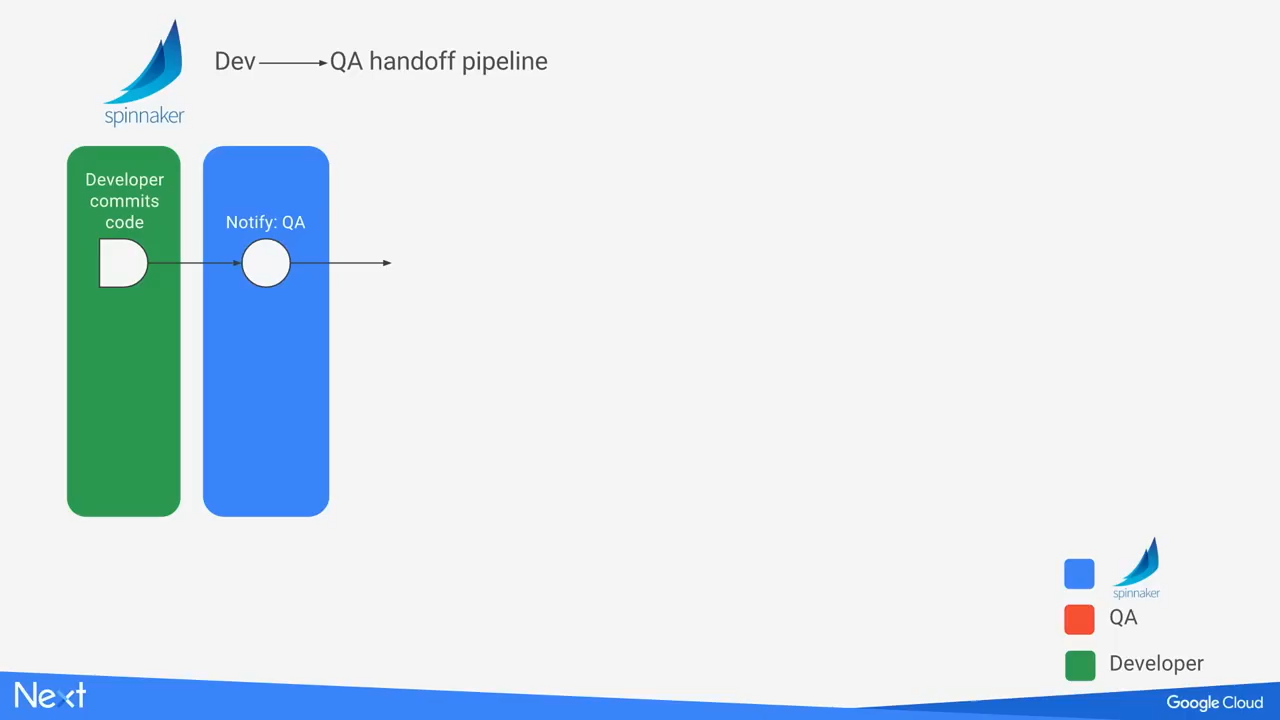 Dev QA handoff pipeline
spinnaker
Developer
commits
code
Notify: QA
spinnaker
QA
Developer
Next
Google Cloud